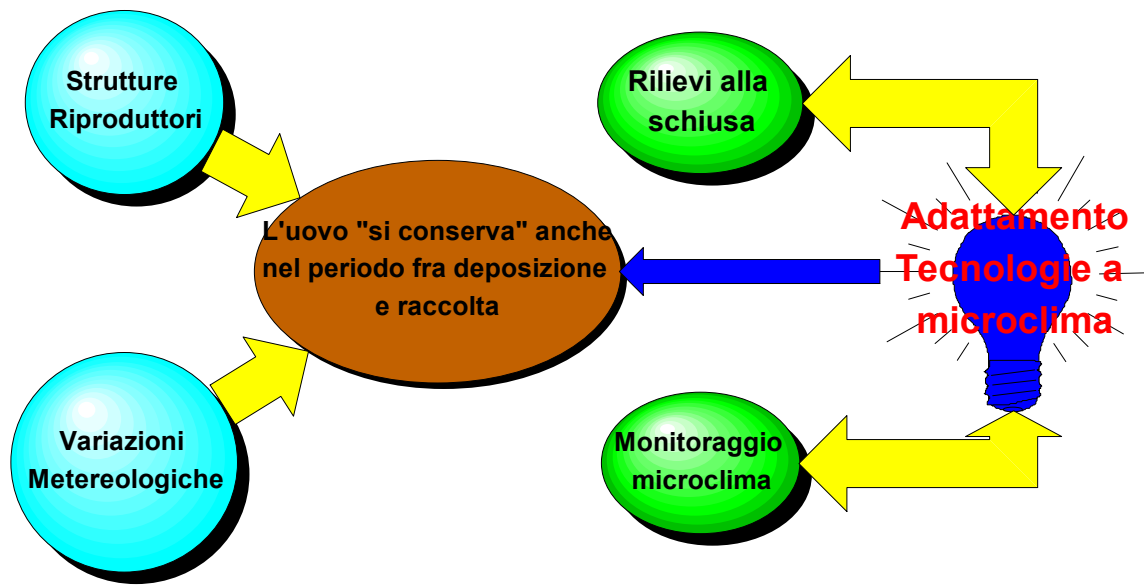 Strutture
Riproduttori
Rilievi alla
schiusa
L'uovo "si conserva" anche
nel periodo fra deposizione
e raccolta
Adattamento
Tecnologie a
microclima
Variazioni
Metereologiche
Monitoraggio
microclima